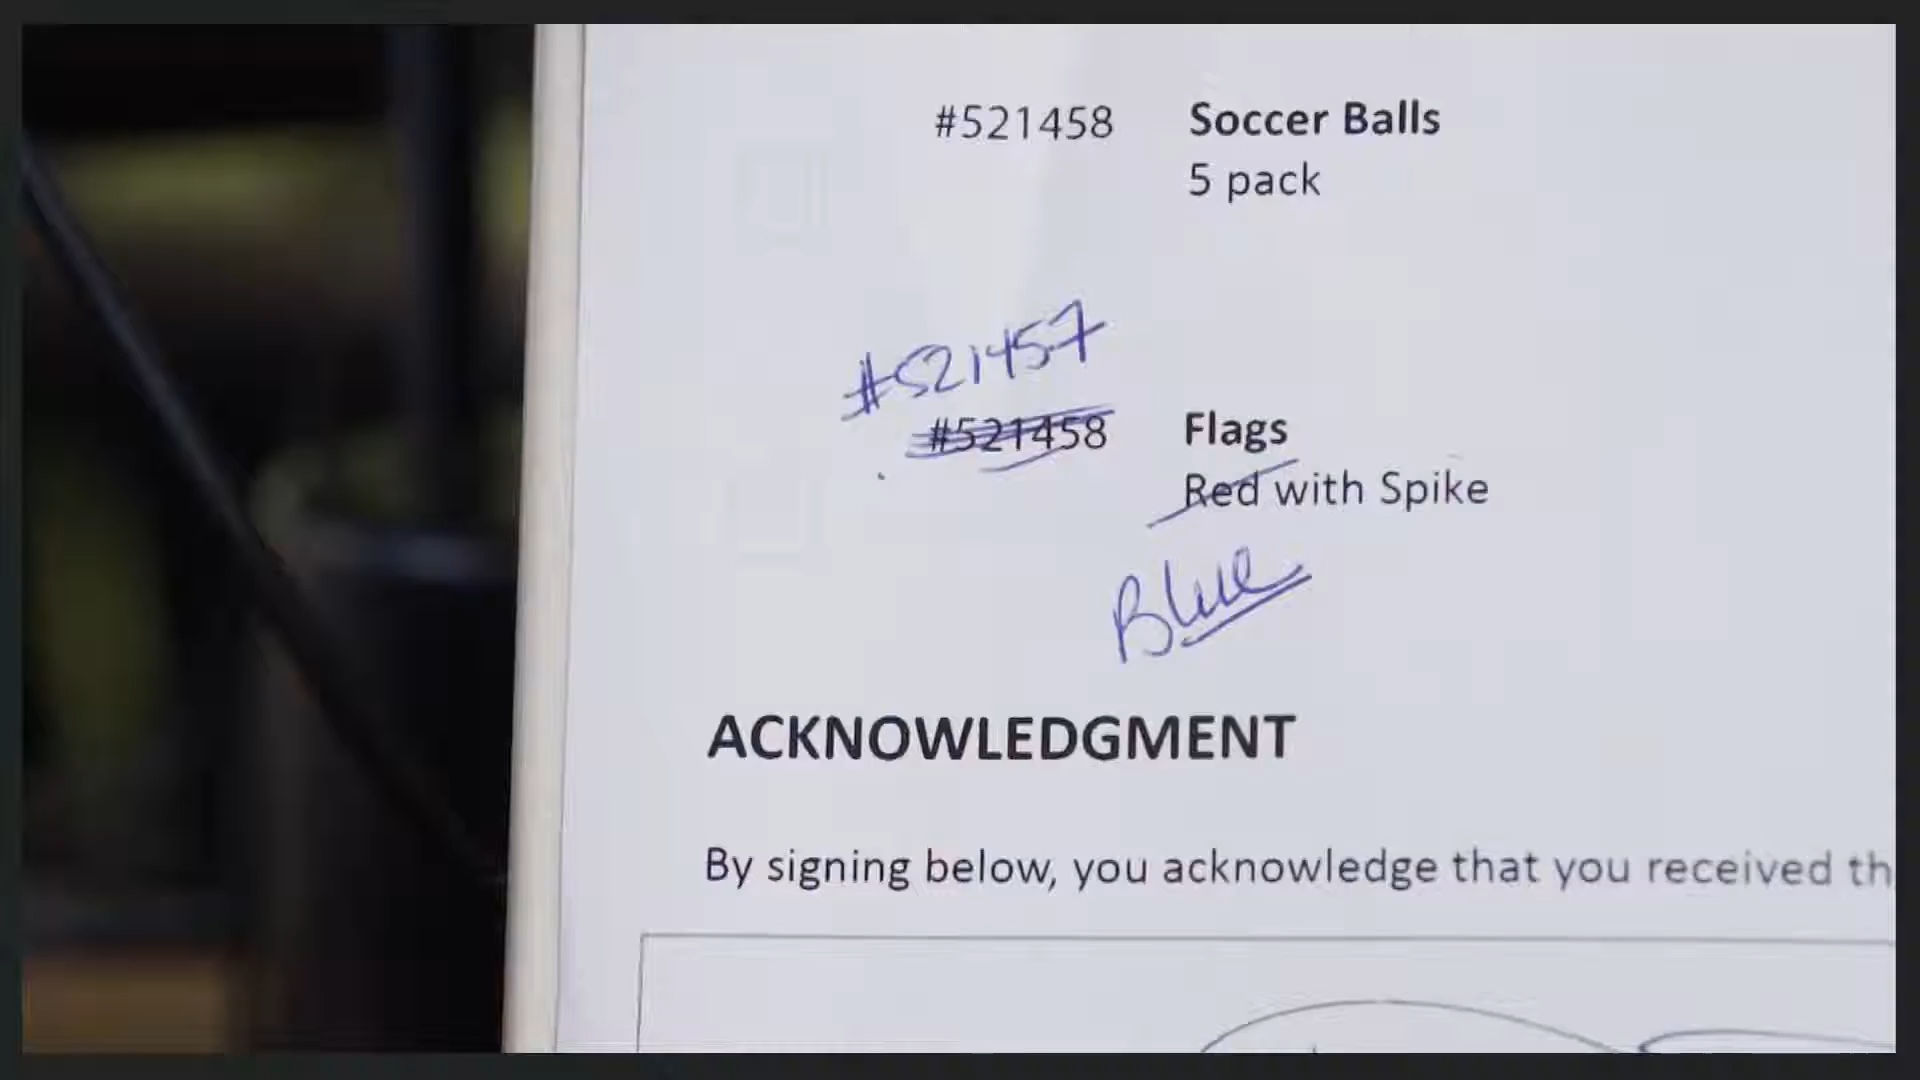 #521458 Soccer Balls
5 pack
#521457
#521458 Flags
Red with Spike
Blue
ACKNOWLEDGMENT
By signing below, you acknowledge that you received th